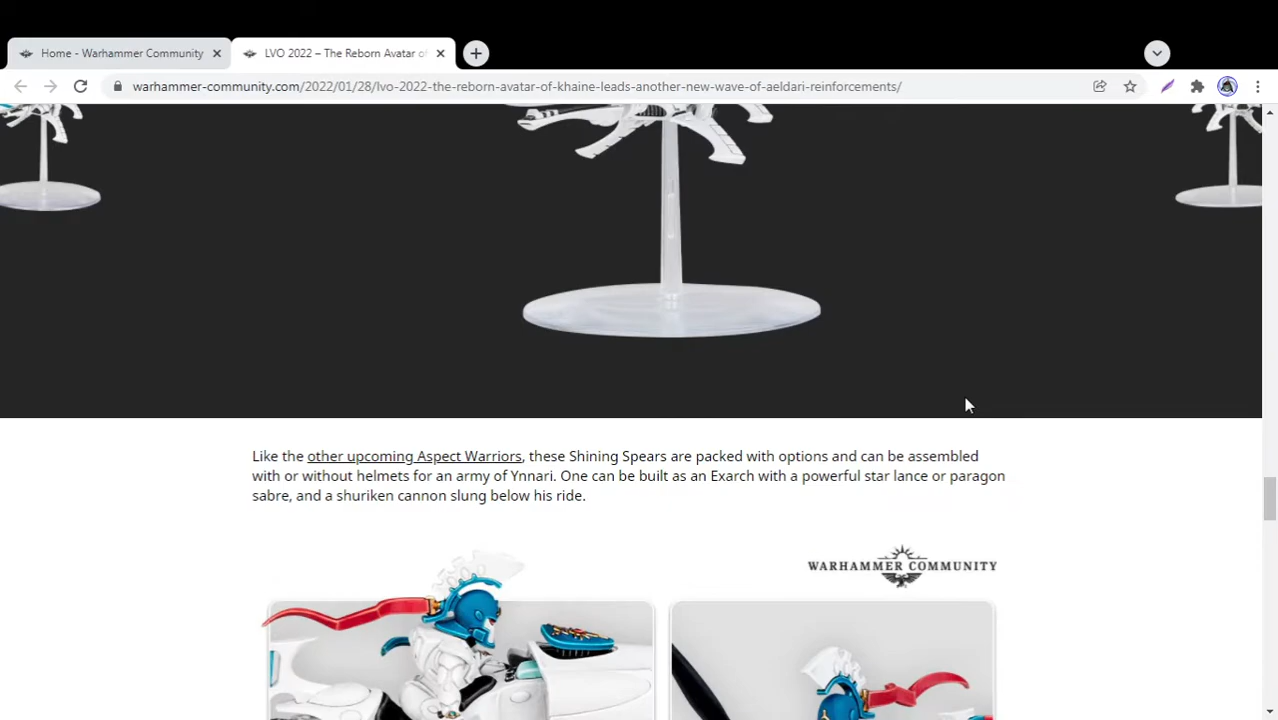 Home - Warhammer Community
LVO 2022 – The Reborn Avatar of
warhammer-community.com/2022/01/28/lvo-2022-the-reborn-avatar-of-khaine-leads-another-new-wave-of-aeldari-reinforcements/
Like the other upcoming Aspect Warriors, these Shining Spears are packed with options and can be assembled
with or without helmets for an army of Ynnari. One can be built as an Exarch with a powerful star lance or paragon
sabre, and a shuriken cannon slung below his ride.
WARHAMMER COMMUNITY